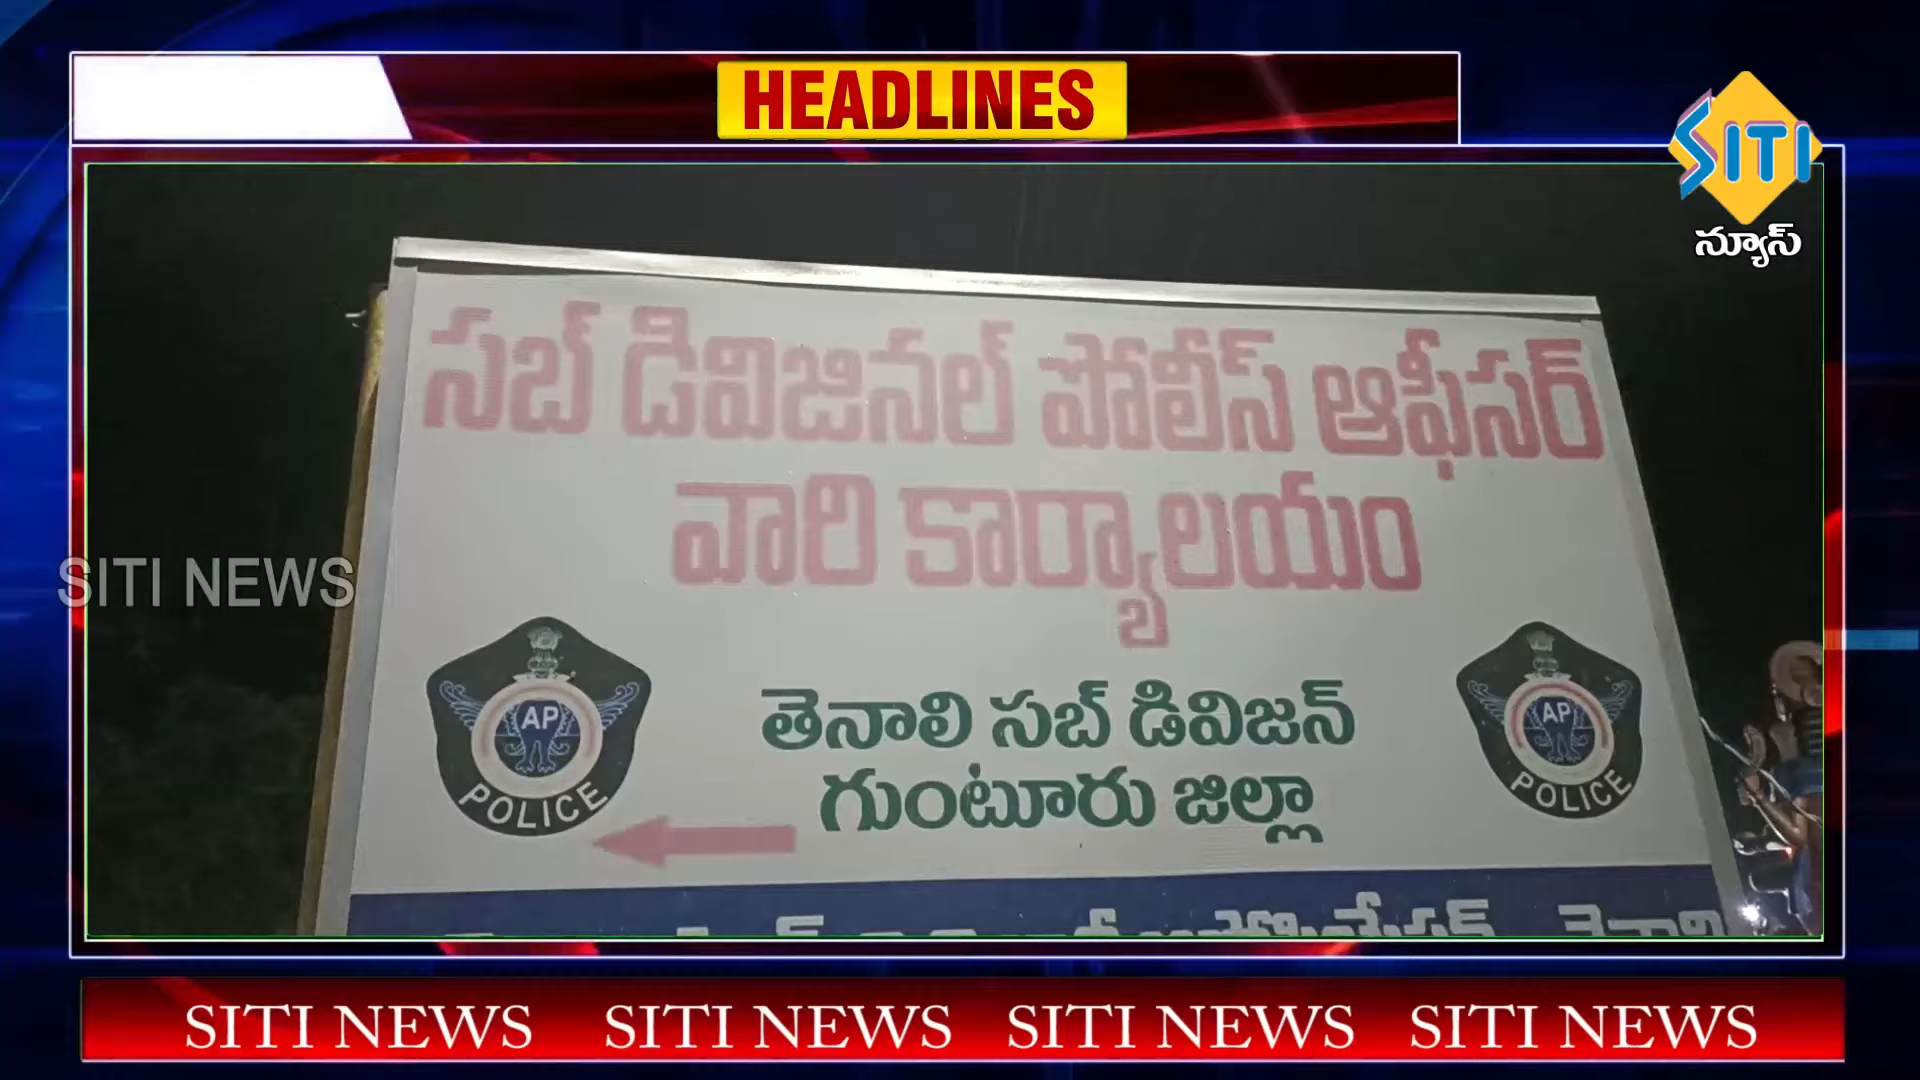 HEADLINES
SITI
న్యూస్
సబ్ డివిజినల్ పోలీస్ ఆఫీసర్
వారి కార్యాలయం
SITI NEWS
AP
POLICE
తెనాలి సబ్ డివిజన్
గుంటూరు జిల్లా
AP
POLICE
SITI NEWS SITI NEWS SITI NEWS SITI NEWS